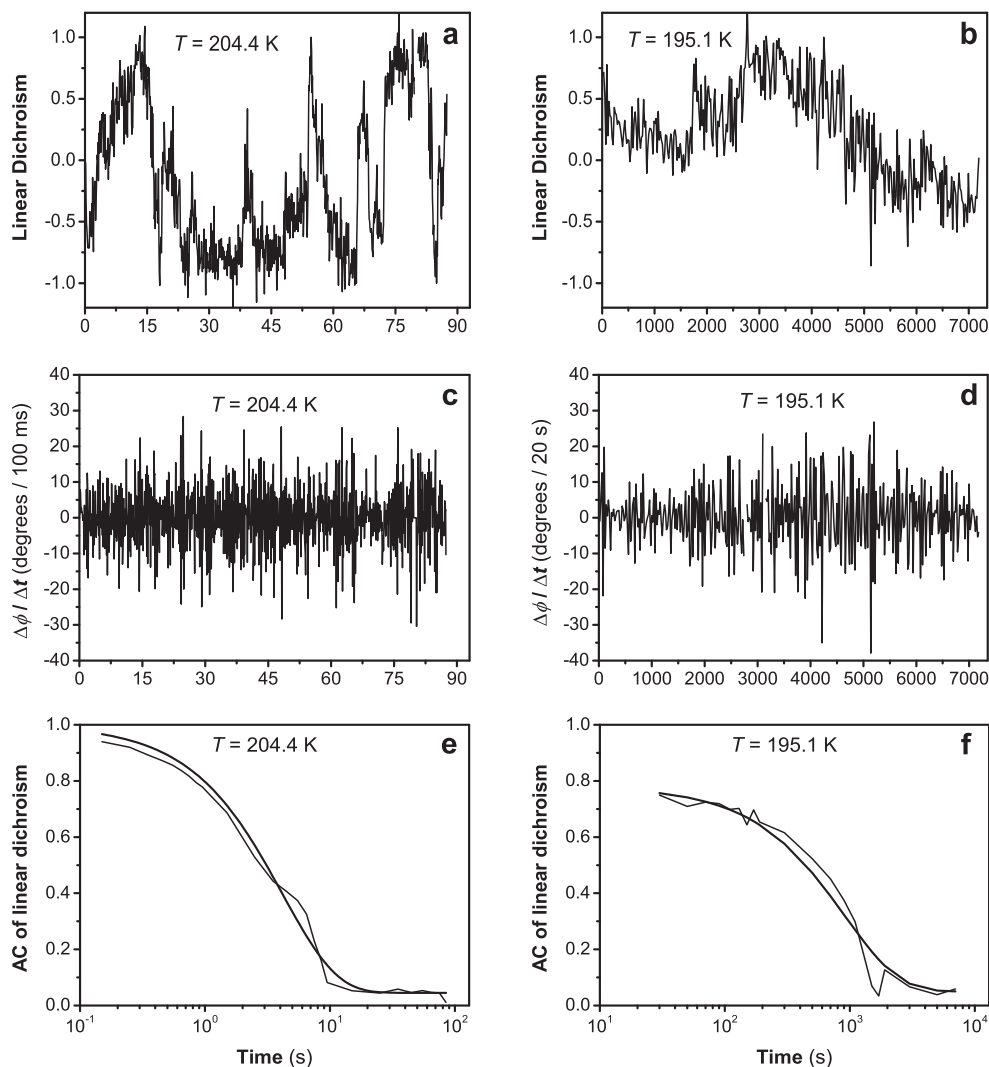 a
T = 204.4 K
Linear Dichroism
1.0
0.5
0.0
-0.5
-1.0
0 15 30 45 60 75 90
b
T = 195.1 K
Linear Dichroism
1.0
0.5
0.0
-0.5
-1.0
0 1000 2000 3000 4000 5000 6000 7000
c
T = 204.4 K
Δϕ / Δt (degrees / 100 ms)
40
30
20
10
0
-10
-20
-30
-40
0 15 30 45 60 75 90
d
T = 195.1 K
Δϕ / Δt (degrees / 20 s)
40
30
20
10
0
-10
-20
-30
-40
0 1000 2000 3000 4000 5000 6000 7000
e
T = 204.4 K
AC of linear dichroism
1.0
0.8
0.6
0.4
0.2
0.0
10⁻¹ 10⁰ 10¹ 10²
Time (s)
f
T = 195.1 K
AC of linear dichroism
1.0
0.8
0.6
0.4
0.2
0.0
10¹ 10² 10³ 10⁴
Time (s)